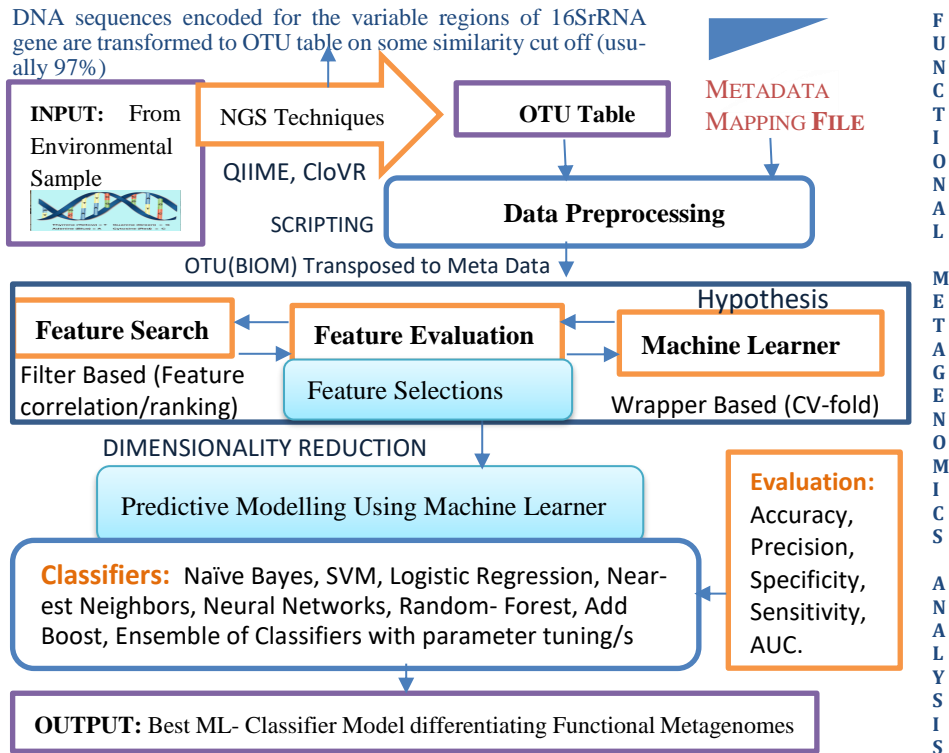 DNA sequences encoded for the variable regions of 16SrRNA
gene are transformed to OTU table on some similarity cut off (usu-
ally 97%)
INPUT: From
Environmental
Sample
NGS Techniques
QIIME, CloVR
OTU Table
METADATA
MAPPING FILE
SCRIPTING
Data Preprocessing
OTU(BIOM) Transposed to Meta Data
Hypothesis
Feature Search
Feature Evaluation
Machine Learner
Filter Based (Feature
correlation/ranking)
Feature Selections
Wrapper Based (CV-fold)
DIMENSIONALITY REDUCTION
Predictive Modelling Using Machine Learner
Evaluation:
Accuracy,
Precision,
Specificity,
Sensitivity,
AUC.
Classifiers: Naïve Bayes, SVM, Logistic Regression, Near-
est Neighbors, Neural Networks, Random- Forest, Add
Boost, Ensemble of Classifiers with parameter tuning/s
OUTPUT: Best ML- Classifier Model differentiating Functional Metagenomes
FUNCTIONAL METAGENOMICS ANALYSIS